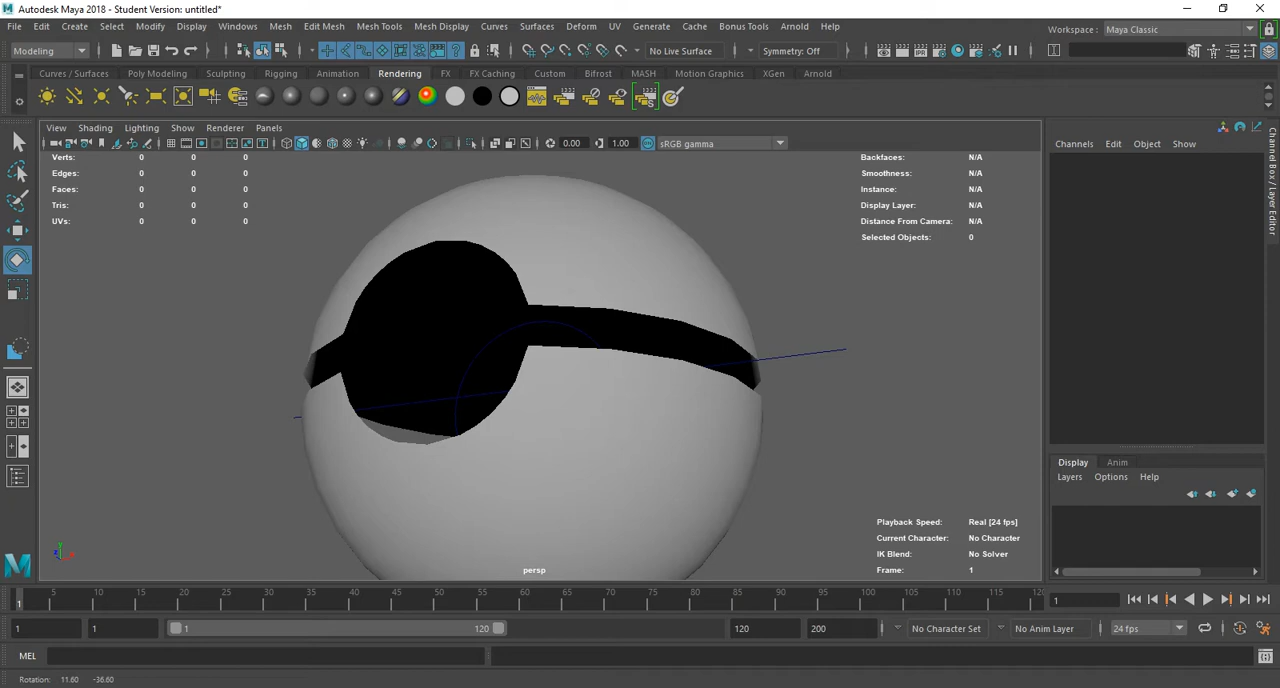 Autodesk Maya 2018 - Student Version: untitled*
File Edit Create Select Modify Display Windows Mesh Edit Mesh Mesh Tools Mesh Display Curves Surfaces Deform UV Generate Cache Bonus Tools Arnold Help
Workspace: Maya Classic
Modeling No Live Surface Symmetry: Off
Curves / Surfaces Poly Modeling Sculpting Rigging Animation Rendering FX FX Caching Custom Bifrost MASH Motion Graphics XGen Arnold
View Shading Lighting Show Renderer Panels
0.00 1.00 sRGB gamma
Channels Edit Object Show
Channel Box / Layer Editor
Verts: 0 0 0
Edges: 0 0 0
Faces: 0 0 0
Tris: 0 0 0
UVs: 0 0 0
Backfaces: N/A
Smoothness: N/A
Instance: N/A
Display Layer: N/A
Distance From Camera: N/A
Selected Objects: 0
Display Anim
Layers Options Help
Playback Speed: Real [24 fps]
Current Character: No Character
IK Blend: No Solver
Frame: 1
persp
1 5 10 15 20 25 30 35 40 45 50 55 60 65 70 75 80 85 90 95 100 105 110 115 120 1
1 1 1 120 120 200 No Character Set No Anim Layer 24 fps
MEL
Rotation: 11.60 -36.60